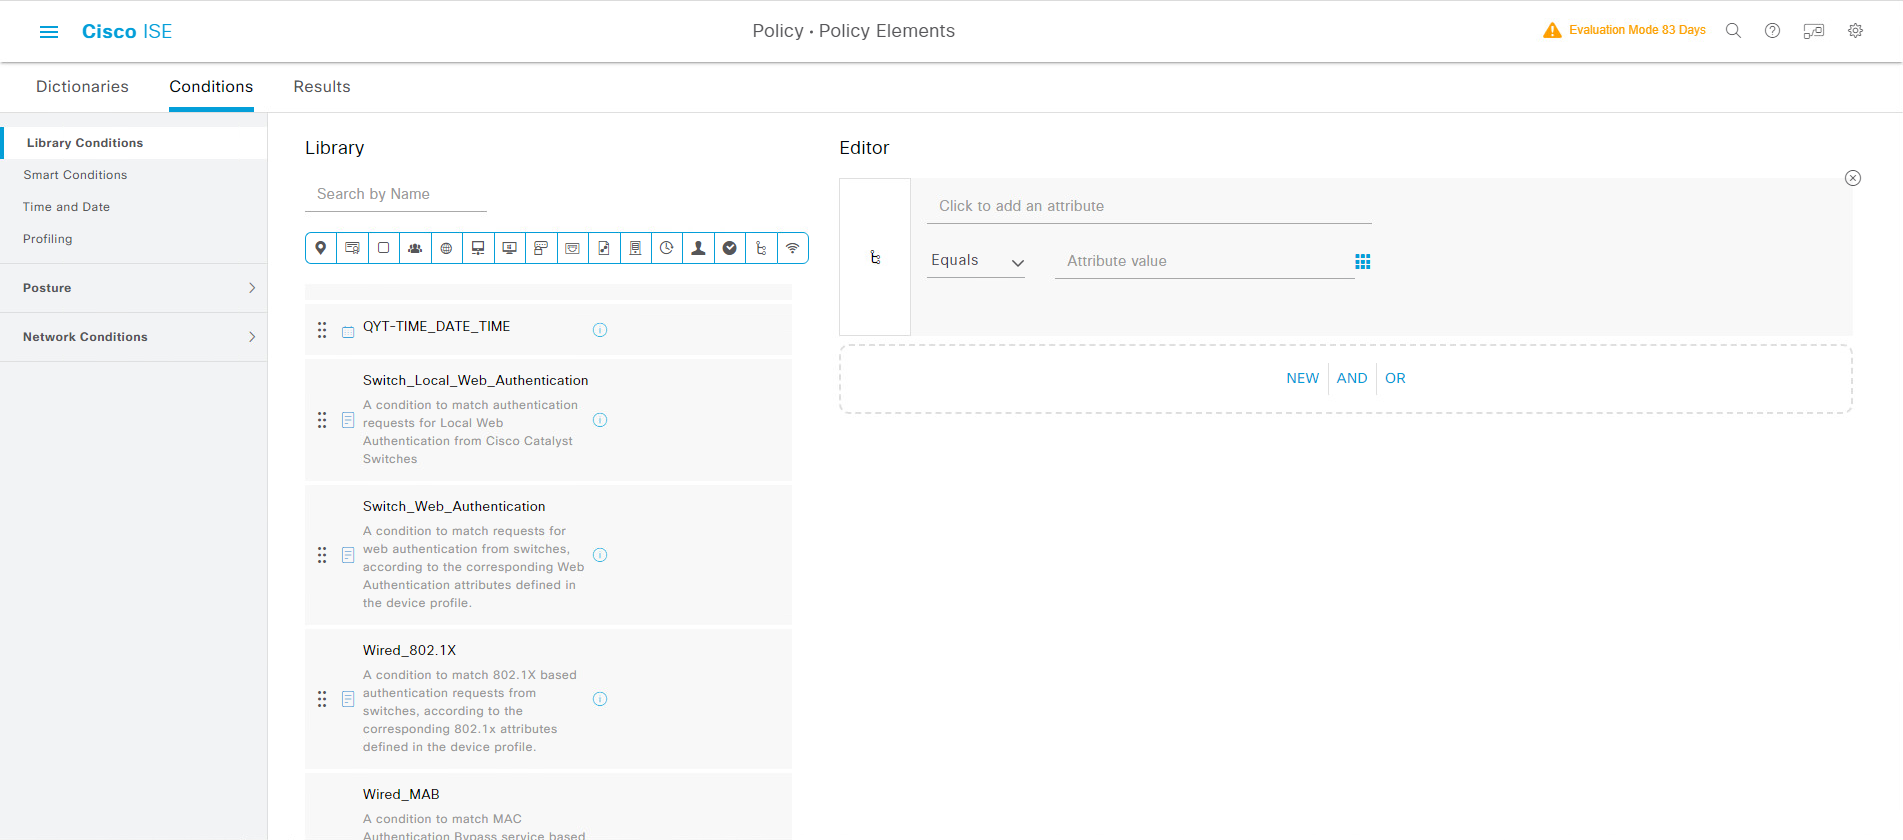 Cisco ISE
Policy · Policy Elements
Evaluation Mode 83 Days
Dictionaries
Conditions
Results
Library Conditions
Smart Conditions
Time and Date
Profiling
Posture
Network Conditions
Library
Search by Name
QYT-TIME_DATE_TIME
Switch_Local_Web_Authentication
A condition to match authentication
requests for Local Web
Authentication from Cisco Catalyst
Switches
Switch_Web_Authentication
A condition to match requests for
web authentication from switches,
according to the corresponding Web
Authentication attributes defined in
the device profile.
Wired_802.1X
A condition to match 802.1X based
authentication requests from
switches, according to the
corresponding 802.1x attributes
defined in the device profile.
Wired_MAB
A condition to match MAC
Authentication Bypass service based
Editor
Click to add an attribute
Equals
Attribute value
NEW AND OR